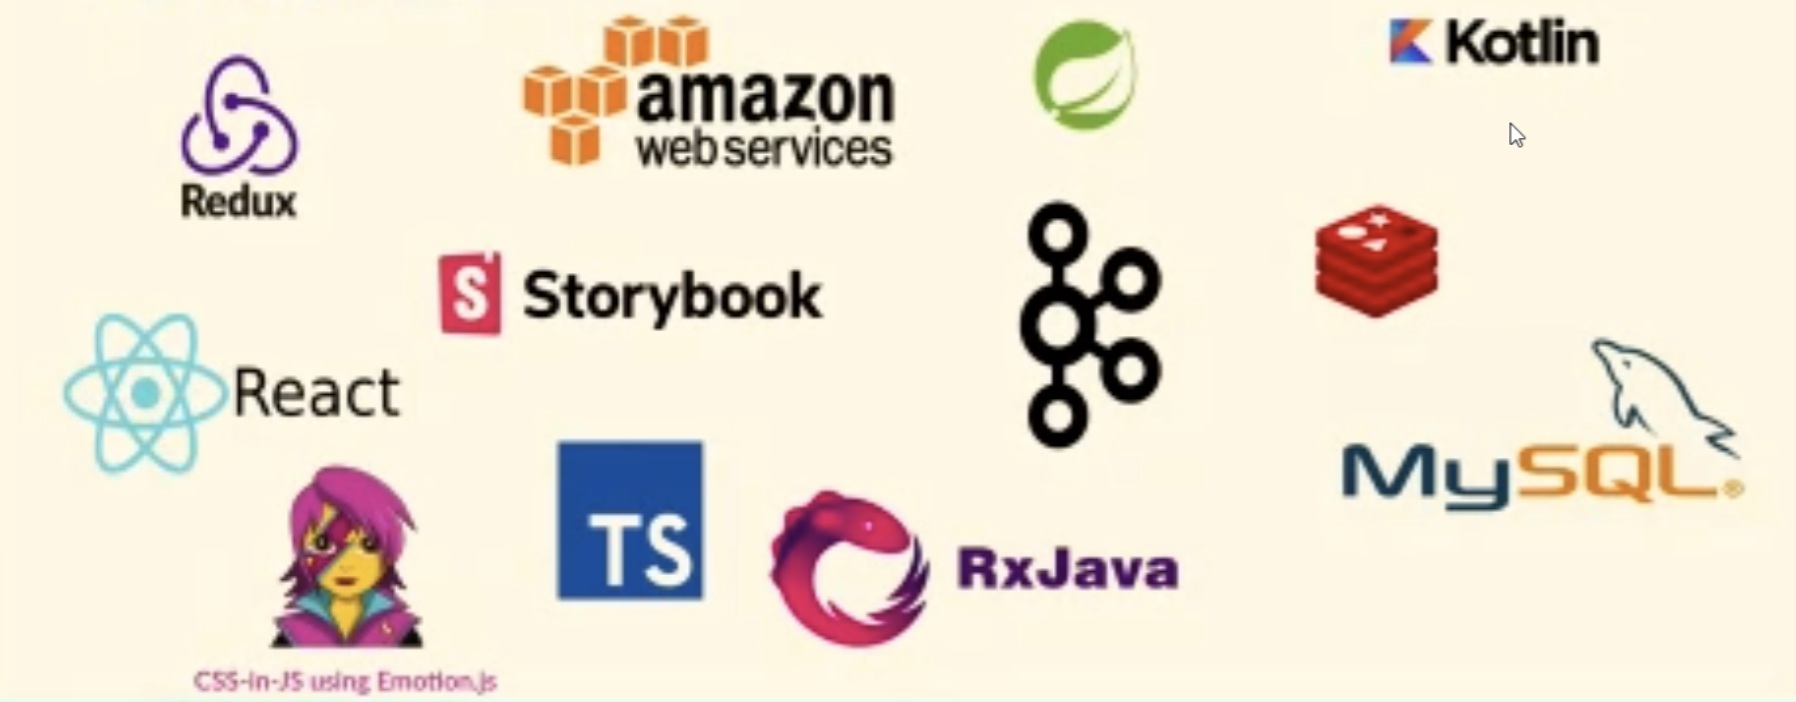 Redux
amazon
web services
Kotlin
S Storybook
React
TS
RxJava
MySQL®
CSS-in-JS using Emotion.js